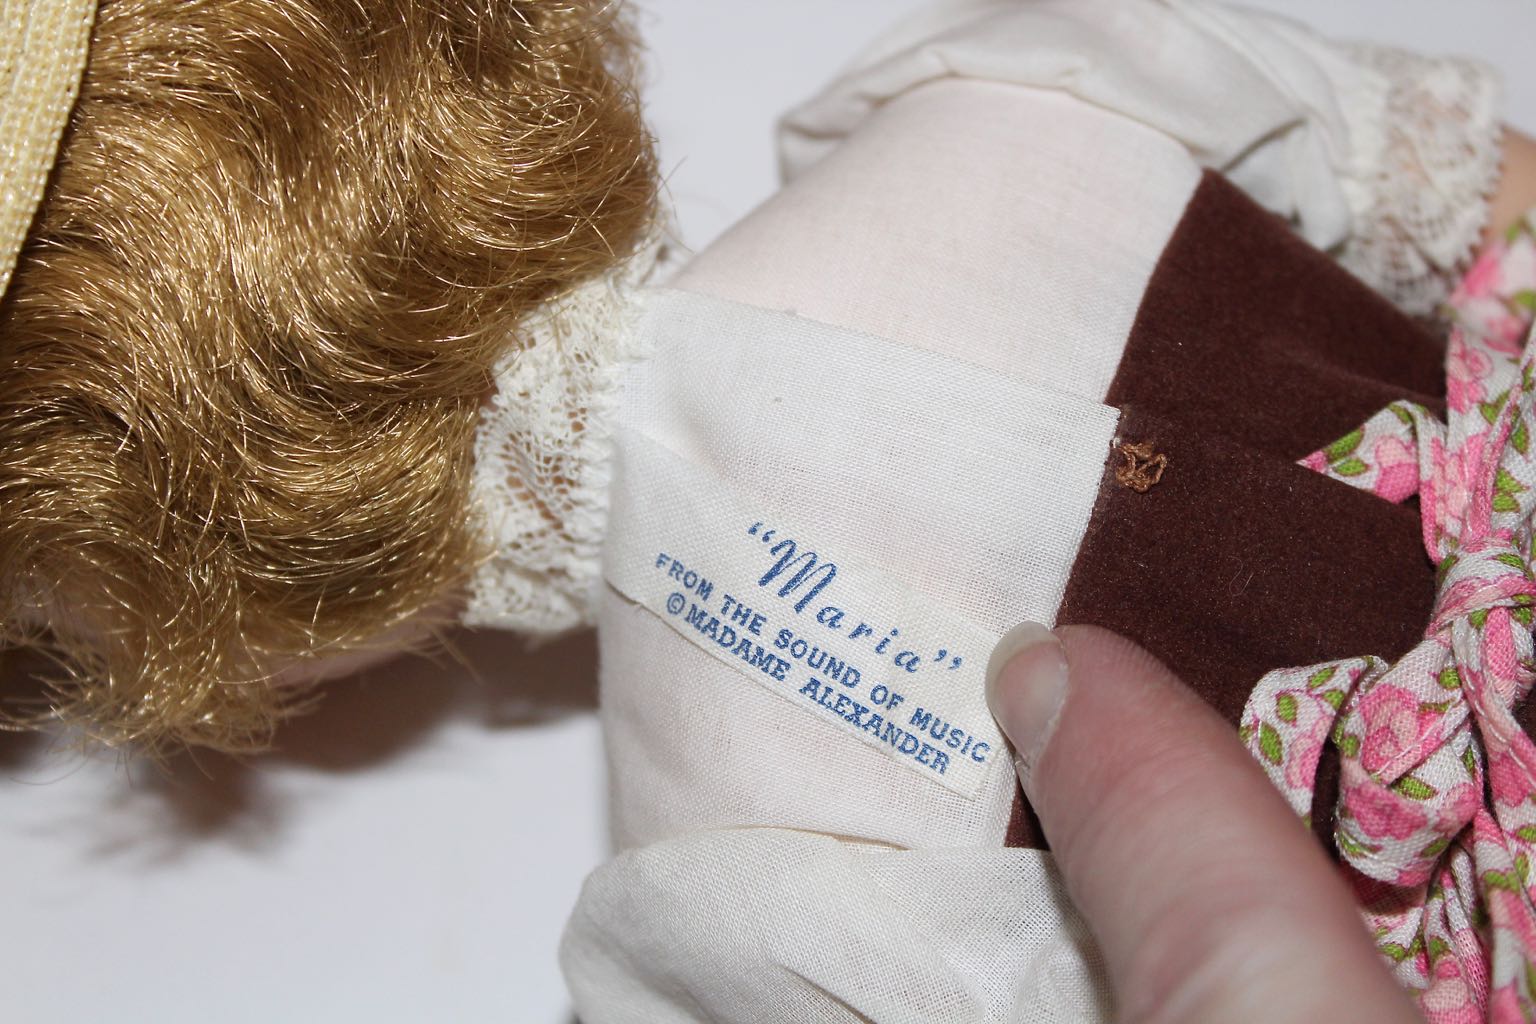 “Maria”
FROM THE SOUND OF MUSIC
©MADAME ALEXANDER